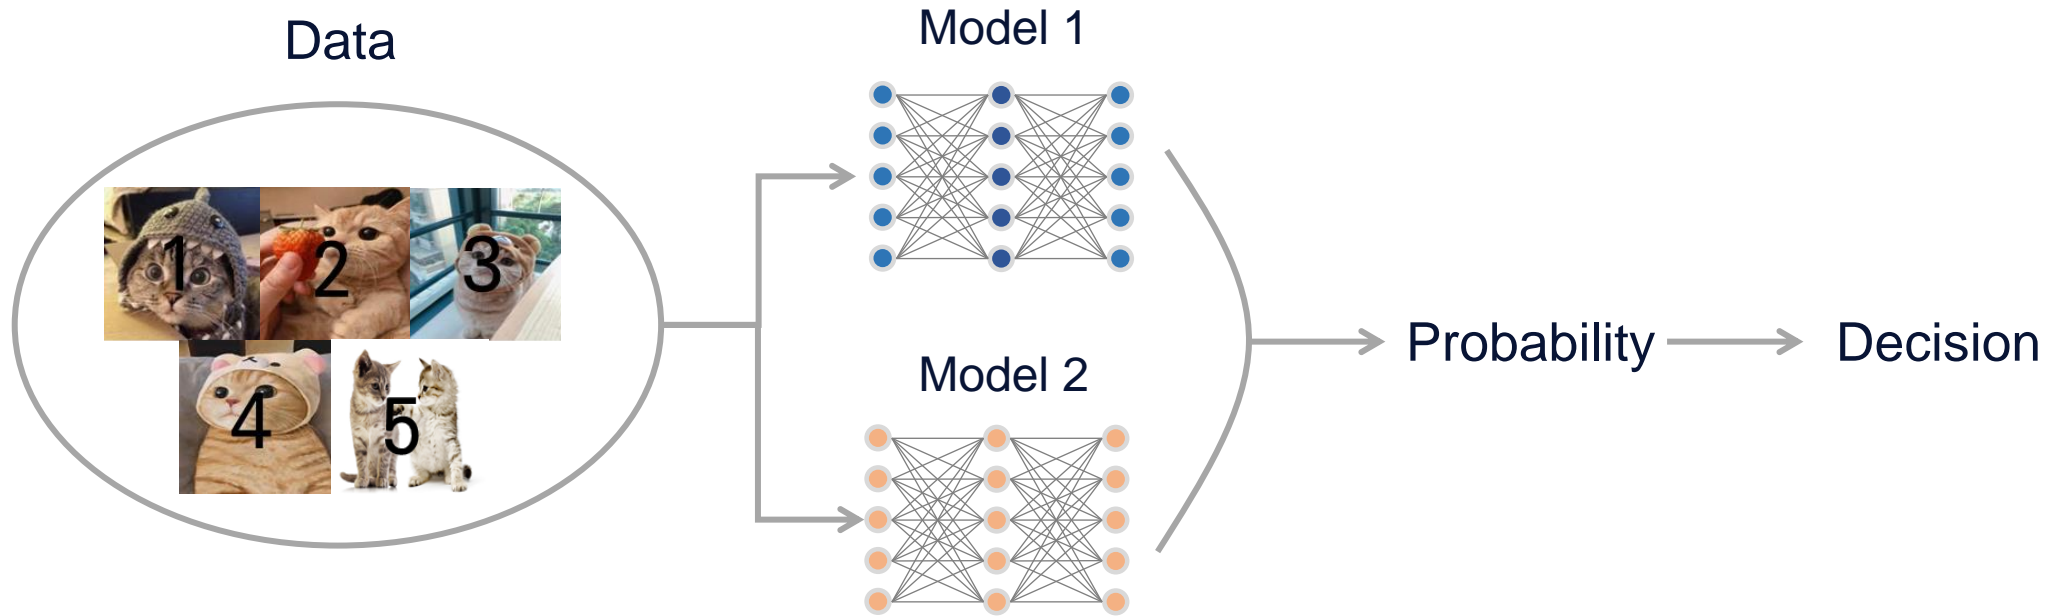 Data
Model 1
1 2 3
4 5
Model 2
Probability
Decision